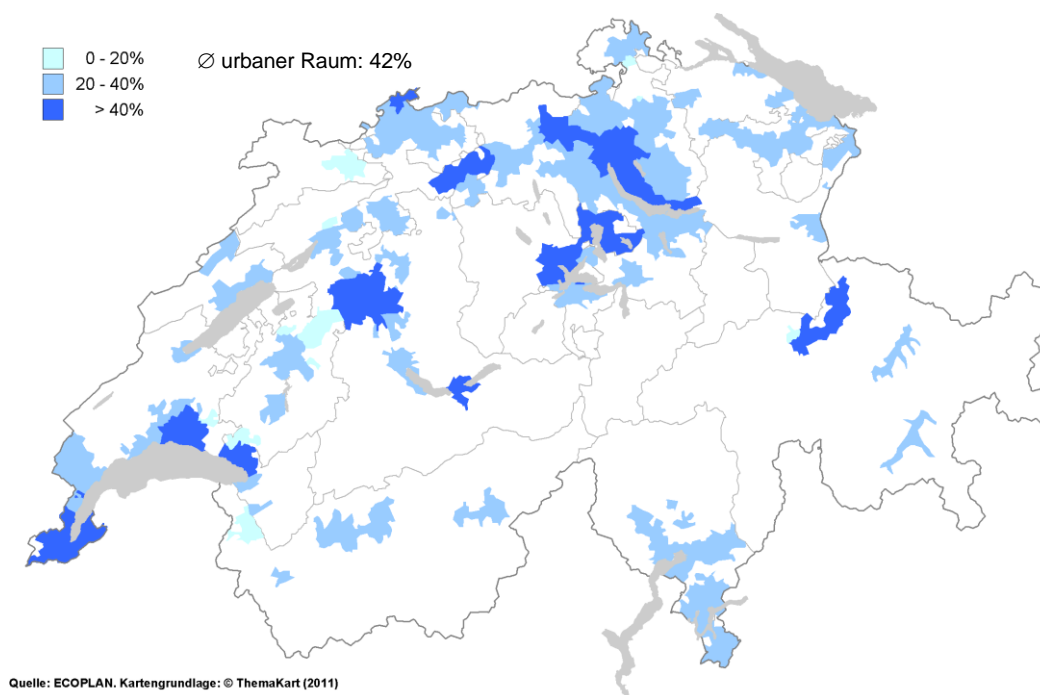 0 - 20%
20 - 40%
> 40%
∅ urbaner Raum: 42%
Quelle: ECOPLAN. Kartengrundlage: © ThemaKart (2011)